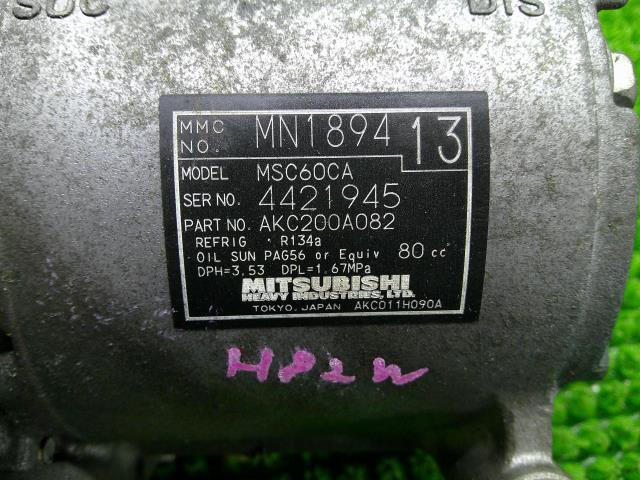 SUC DIS
MMC NO. MN1894 13
MODEL MSC60CA
SER NO. 4421945
PART NO. AKC200A082
REFRIG · R134a
OIL SUN PAG56 or Equiv 80 cc
DPH=3.53 DPL=1.67MPa
MITSUBISHI
HEAVY INDUSTRIES, LTD.
TOKYO, JAPAN AKC011H090A
H82W